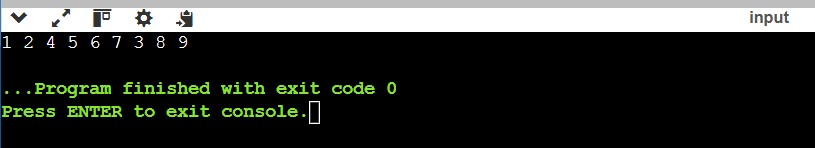 input
1 2 4 5 6 7 3 8 9
...Program finished with exit code 0
Press ENTER to exit console.